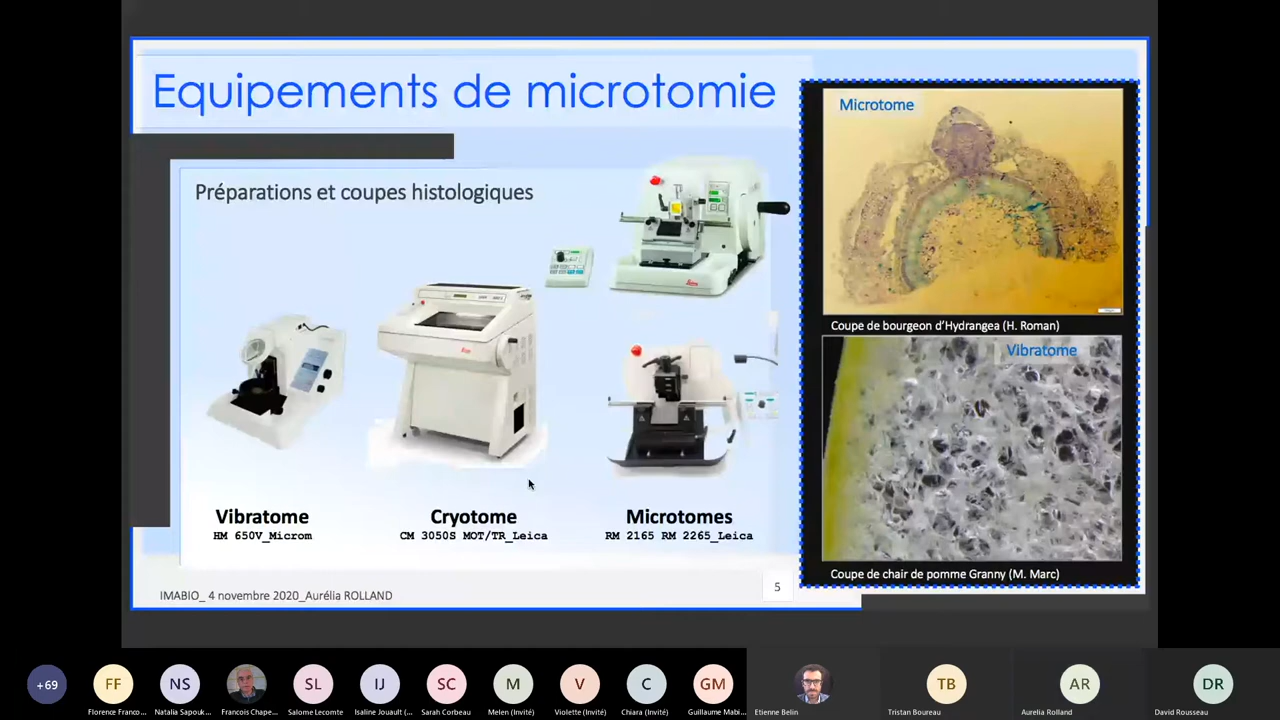 Equipements de microtomie
Préparations et coupes histologiques
Vibratome
HM 650V_Microm
Cryotome
CM 3050S MOT/TR_Leica
Microtomes
RM 2165 RM 2265_Leica
Microtome
Coupe de bourgeon d'Hydrangea (H. Roman)
Vibratome
Coupe de chair de pomme Granny (M. Marc)
IMABIO_ 4 novembre 2020_Aurélia ROLLAND
5
+69
FF
NS
SL
IJ
SC
M
V
C
GM
TB
AR
DR
Florence Franco...
Natalia Sapouk...
Francois Chape...
Salome Lecomte
Isaline Jouault (...
Sarah Corbeau
Melen (Invité)
Violette (Invité)
Chiara (Invité)
Guillaume Mabi...
Etienne Belin
Tristan Boureau
Aurelia Rolland
David Rousseau